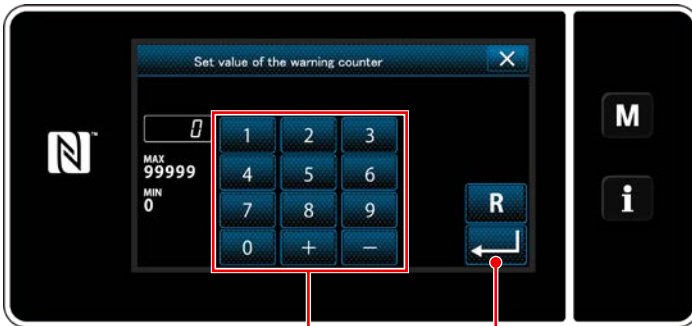 Set value of the warning counter
0
MAX
99999
MIN
0
1 2 3
4 5 6
7 8 9
0 + −
R
M
i
N